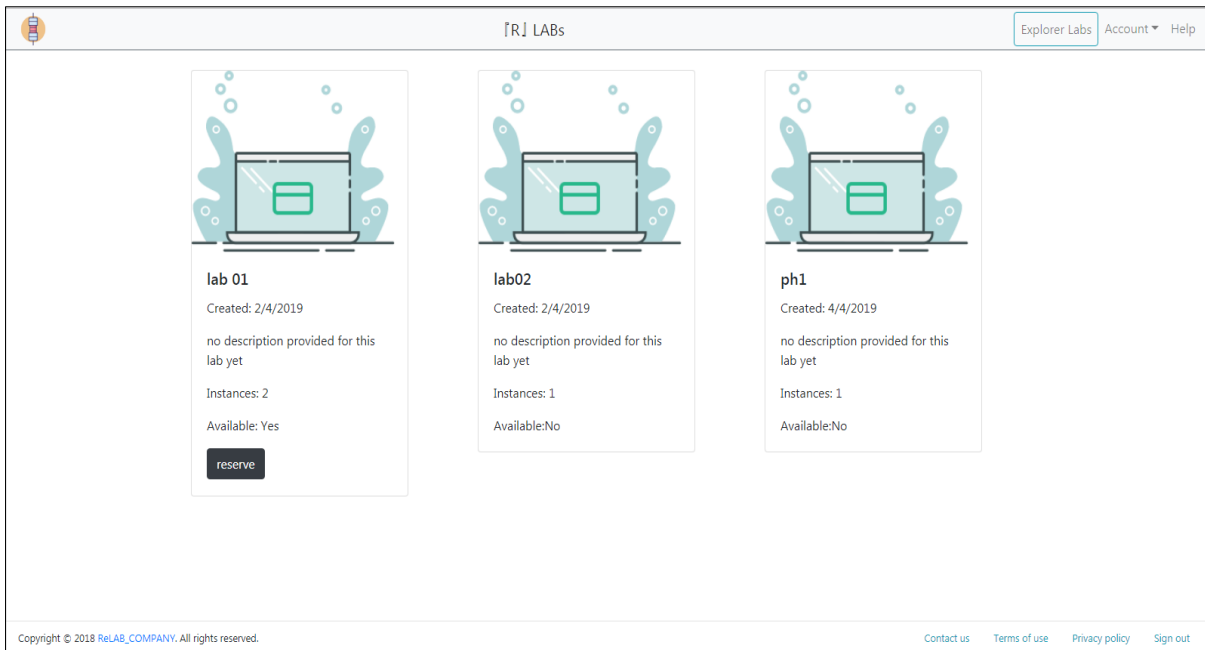 『R』 LABs
Explorer Labs Account Help
lab 01
Created: 2/4/2019
no description provided for this
lab yet
Instances: 2
Available: Yes
reserve
lab02
Created: 2/4/2019
no description provided for this
lab yet
Instances: 1
Available:No
ph1
Created: 4/4/2019
no description provided for this
lab yet
Instances: 1
Available:No
Copyright © 2018 ReLAB_COMPANY. All rights reserved.
Contact us Terms of use Privacy policy Sign out